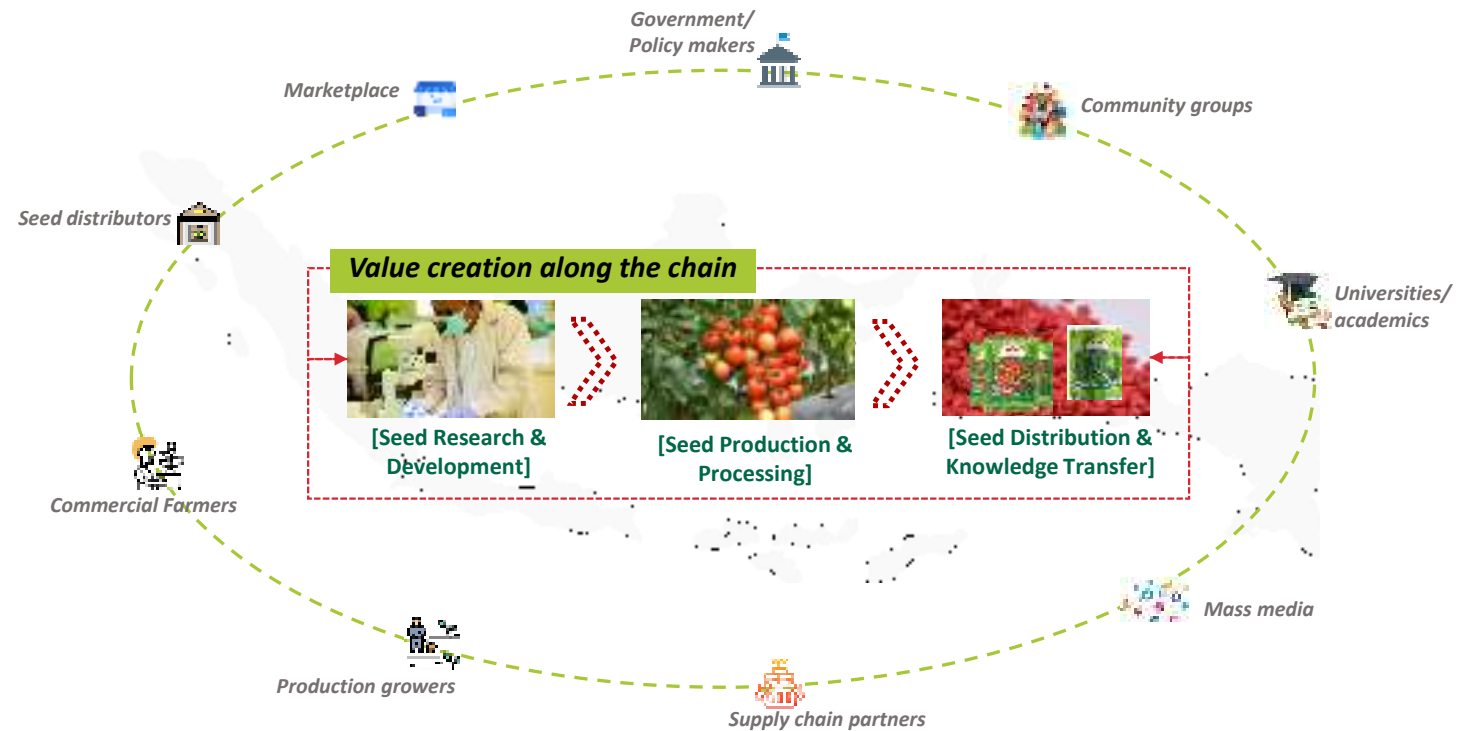 Government/
Policy makers
Marketplace
Community groups
Seed distributors
Value creation along the chain
Universities/
academics
[Seed Research &
Development]
[Seed Production &
Processing]
[Seed Distribution &
Knowledge Transfer]
Commercial Farmers
Mass media
Production growers
Supply chain partners